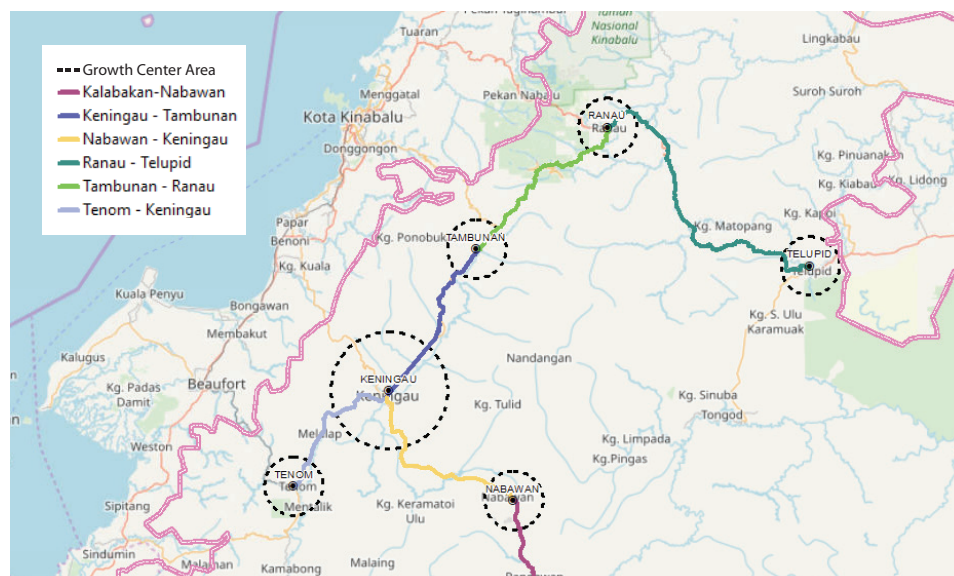 Pekan Nabalu
Taman
National
Kinabalu
Tuaran
Lingkabau
Menggatal
Suroh Suroh
Kota Kinabalu
Donggongon
RANAU
Ranau
Kg. Pinuanakan
Kg. Lidong
Kg. Kiabau
Growth Center Area
Kalabakan-Nabawan
Keningau - Tambunan
Nabawan - Keningau
Ranau - Telupid
Tambunan - Ranau
Tenom - Keningau
Papar
Benoni
Kg. Ponobukan
TAMBUNAN
Kg. Matopang
Kg. Kapoi
Kg. Kuala
TELUPID
Telupid
Kuala Penyu
Bongawan
Kg. S. Ulu
Karamuak
Membakut
Kalugus
Nandangan
Kg. Padas
Damit
Beaufort
KENINGAU
Keningau
Kg. Tulid
Kg. Sinuba
Tongod
Weston
Melalap
Kg. Limpada
Kg.Pingas
TENOM
Tenom
NABAWAN
Nabawan
Sipitang
Kg. Keramatoi
Ulu
Sindumin
Malaman
Kamabong
Malaing